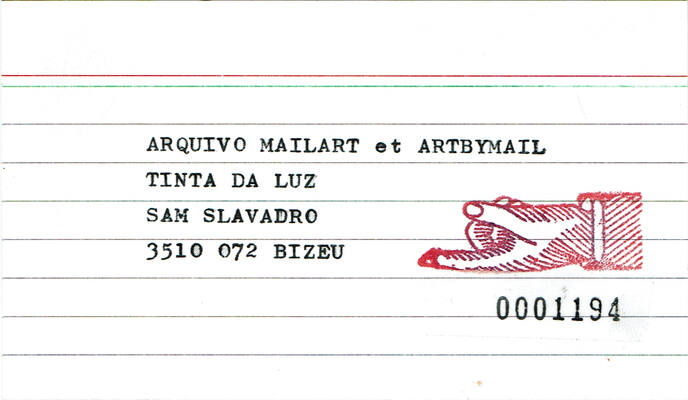 ARQUIVO MAILART et ARTBYMAIL
TINTA DA LUZ
SAM SLAVADRO
3510 072 BIZEU
0001194